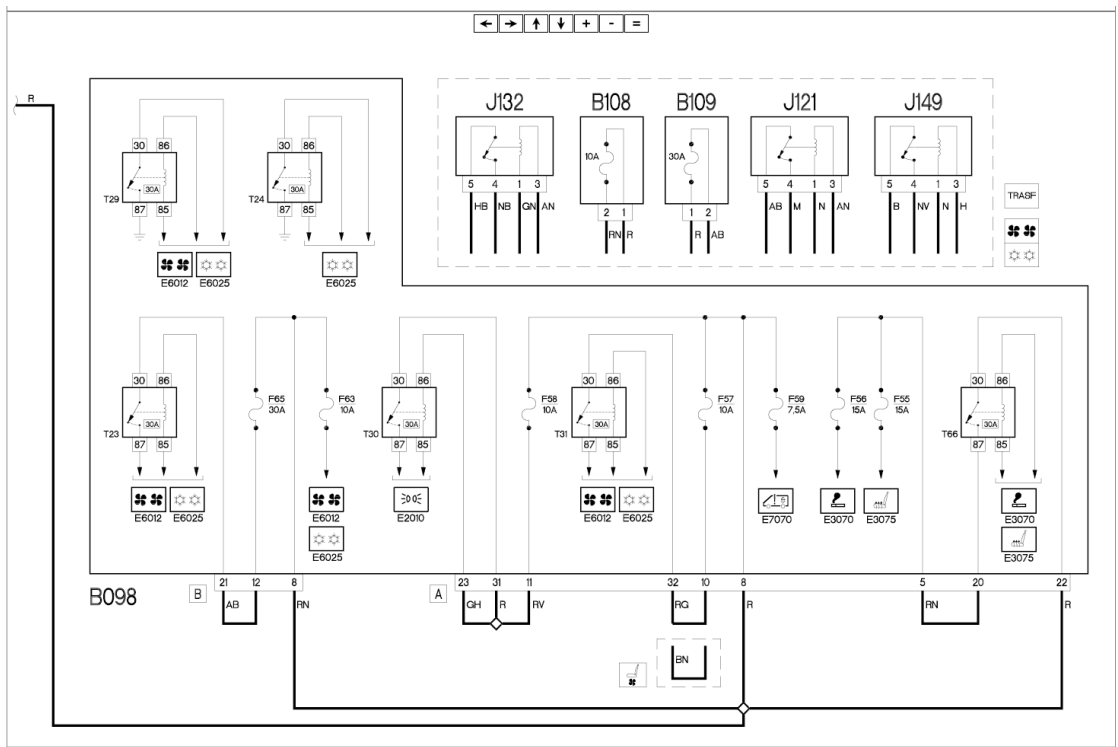 + - =
R
J132 B108 B109 J121 J149
30 86
30A
T29
87 85
E6012 E6025
30 86
30A
T24
87 85
E6025
5 4 1 3
HB NB GN AN
10A
2 1
RN R
30A
1 2
R AB
5 4 1 3
AB M N AN
5 4 1 3
B NV N H
TRASF
30 86
30A
T23
87 85
E6012 E6025
F65
30A
F63
10A
E6012
E6025
30 86
30A
T30
87 85
E2010
F58
10A
30 86
30A
T31
87 85
E6012 E6025
F57
10A
F59
7,5A
E7070
F56
15A
E3070
F55
15A
E3075
30 86
30A
T66
87 85
E3070
E3075
B098
B
21 12 8
AB RN
A
23 31 11 32 10 8 5 20 22
GH R RV RG R RN R
BN